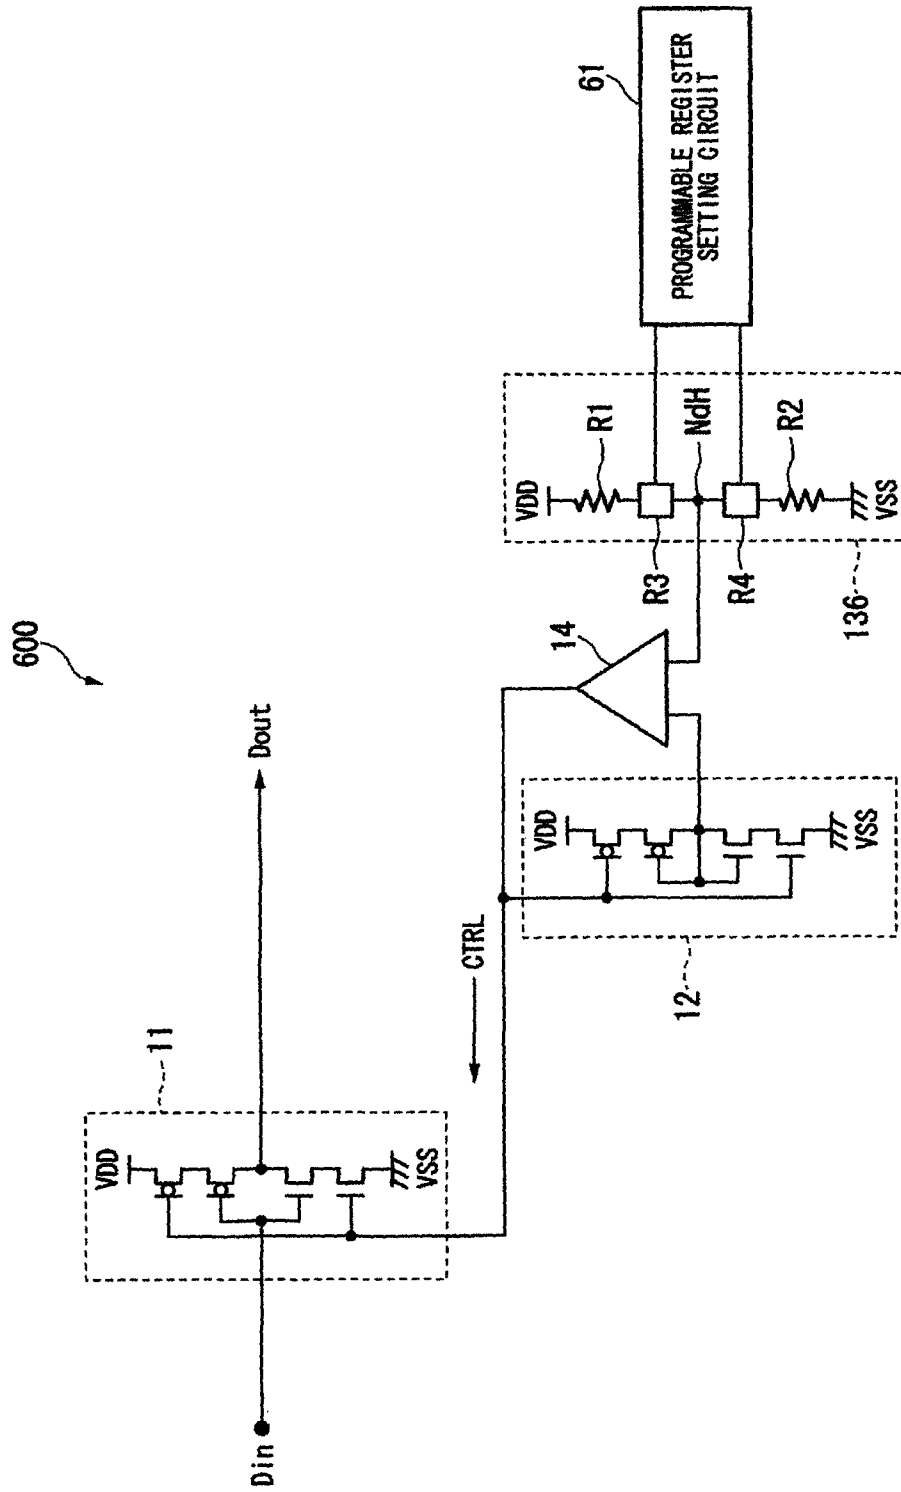 600
Din
11
VDD
VSS
Dout
CTRL
12
VDD
VSS
14
136
VDD
R1
R3
NdH
R4
R2
VSS
61
PROGRAMMABLE REGISTER
SETTING CIRCUIT